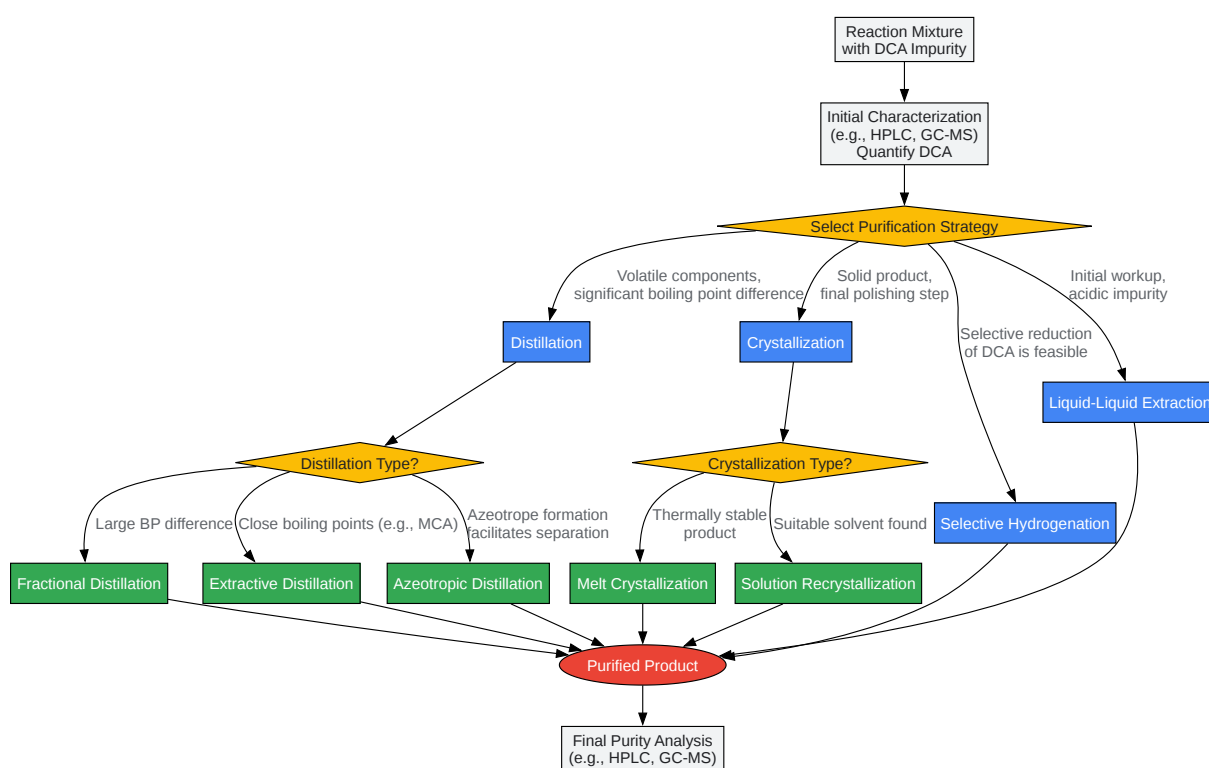 Reaction Mixture
with DCA Impurity
Initial Characterization
(e.g., HPLC, GC-MS)
Quantify DCA
Select Purification Strategy
Volatile components,
significant boiling point difference
Solid product,
final polishing step
Initial workup,
acidic impurity
Selective reduction
of DCA is feasible
Distillation
Crystallization
Liquid-Liquid Extraction
Distillation Type?
Crystallization Type?
Large BP difference
Close boiling points (e.g., MCA)
Azeotrope formation
facilitates separation
Thermally stable
product
Suitable solvent found
Selective Hydrogenation
Fractional Distillation
Extractive Distillation
Azeotropic Distillation
Melt Crystallization
Solution Recrystallization
Purified Product
Final Purity Analysis
(e.g., HPLC, GC-MS)